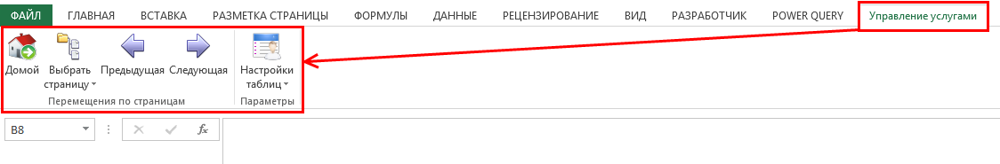 ФАЙЛ ГЛАВНАЯ ВСТАВКА РАЗМЕТКА СТРАНИЦЫ ФОРМУЛЫ ДАННЫЕ РЕЦЕНЗИРОВАНИЕ ВИД РАЗРАБОТЧИК POWER QUERY Управление услугами
Домой Выбрать Предыдущая Следующая Настройки
страницу таблиц
Перемещения по страницам Параметры
B8 fx